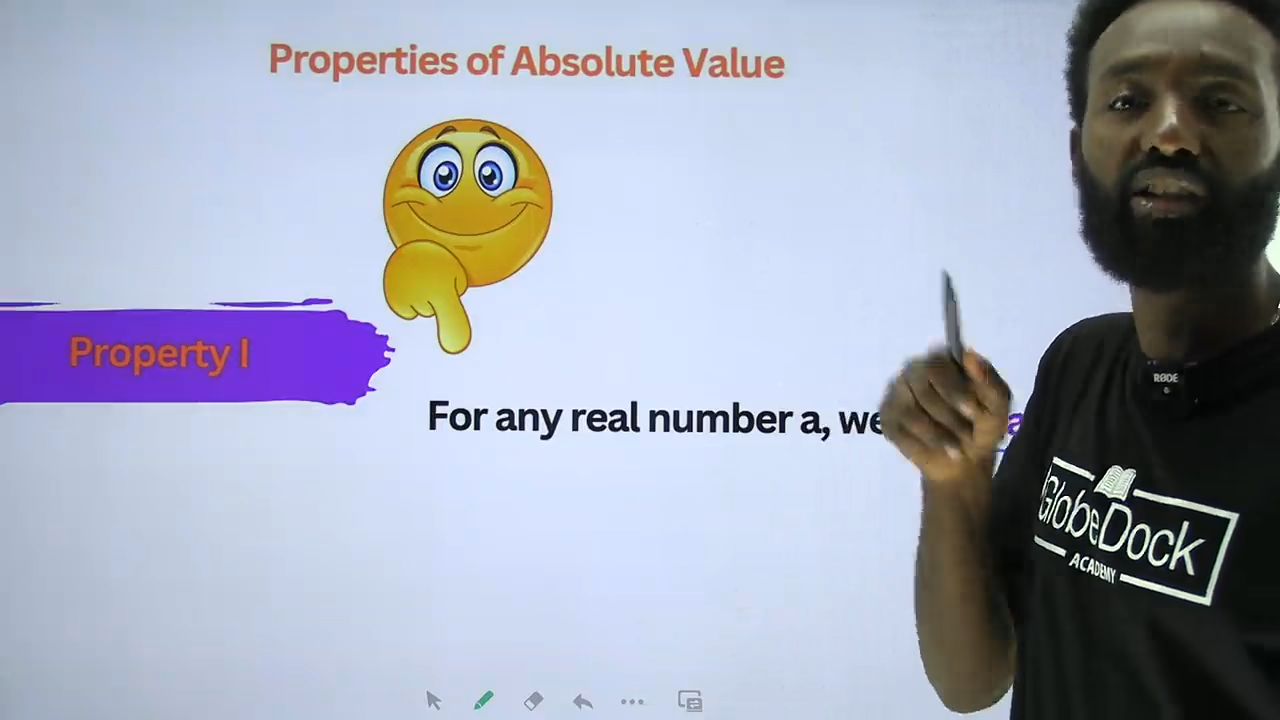 Properties of Absolute Value
Property I
For any real number a, we a
RØDE
GlobeDock
ACADEMY